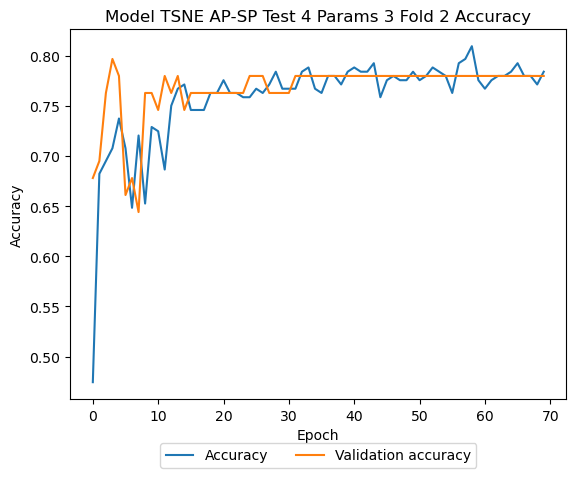 Model TSNE AP-SP Test 4 Params 3 Fold 2 Accuracy
0.80
0.75
0.70
0.65
0.60
0.55
0.50
Accuracy
0 10 20 30 40 50 60 70
Epoch
Accuracy Validation accuracy